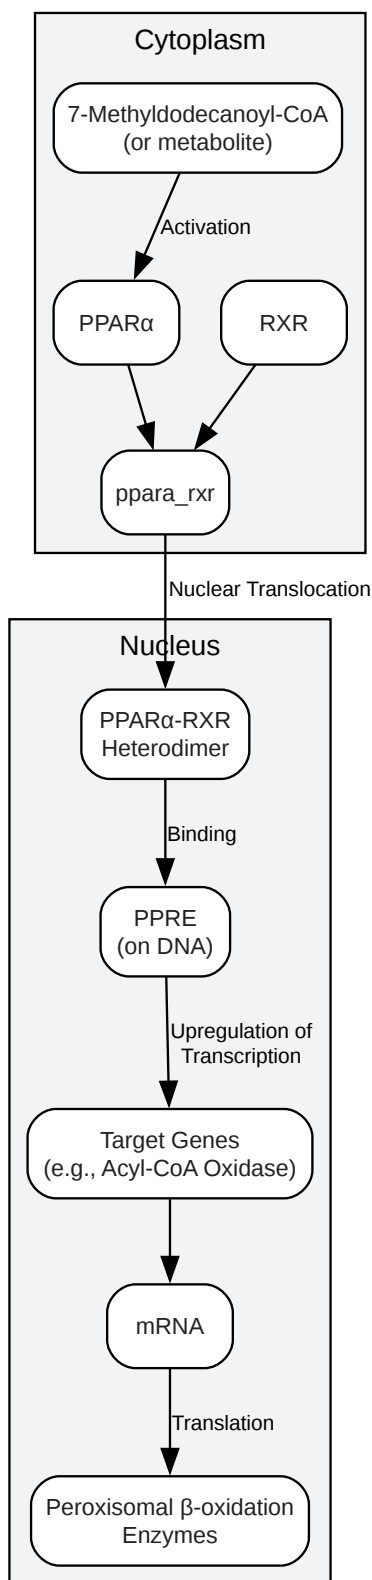 Cytoplasm
7-Methyldodecanoyl-CoA
(or metabolite)
Activation
PPARα
RXR
ppara_rxr
Nuclear Translocation
Nucleus
PPARα-RXR
Heterodimer
Binding
PPRE
(on DNA)
Upregulation of
Transcription
Target Genes
(e.g., Acyl-CoA Oxidase)
mRNA
Translation
Peroxisomal β-oxidation
Enzymes